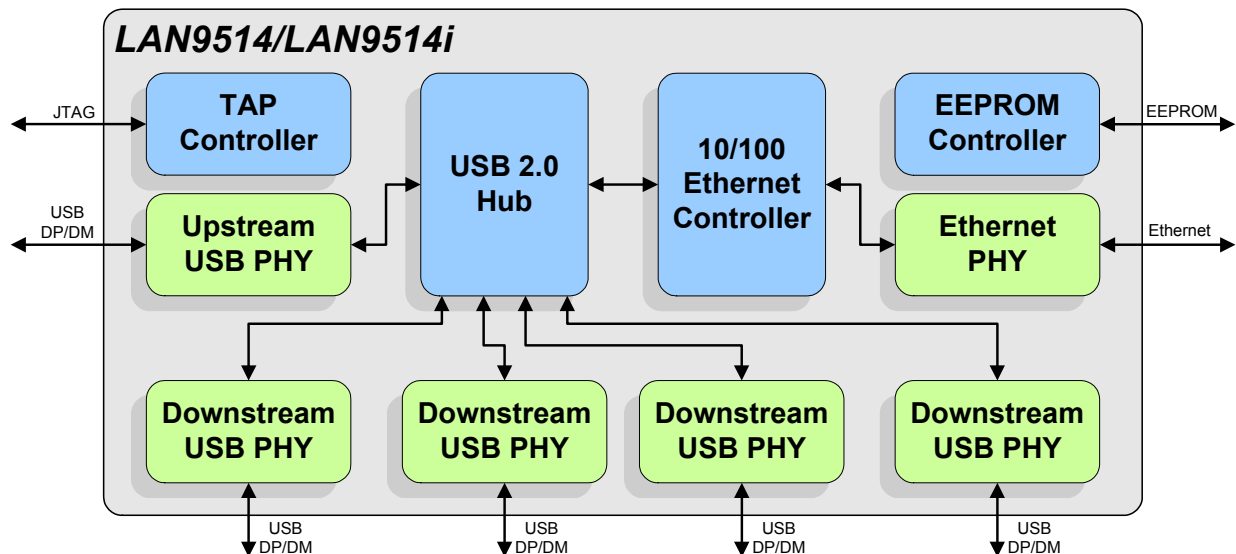 LAN9514/LAN9514i
JTAG
TAP
Controller
USB 2.0
Hub
10/100
Ethernet
Controller
EEPROM
Controller
EEPROM
USB
DP/DM
Upstream
USB PHY
Ethernet
PHY
Ethernet
Downstream
USB PHY
Downstream
USB PHY
Downstream
USB PHY
Downstream
USB PHY
USB
DP/DM
USB
DP/DM
USB
DP/DM
USB
DP/DM